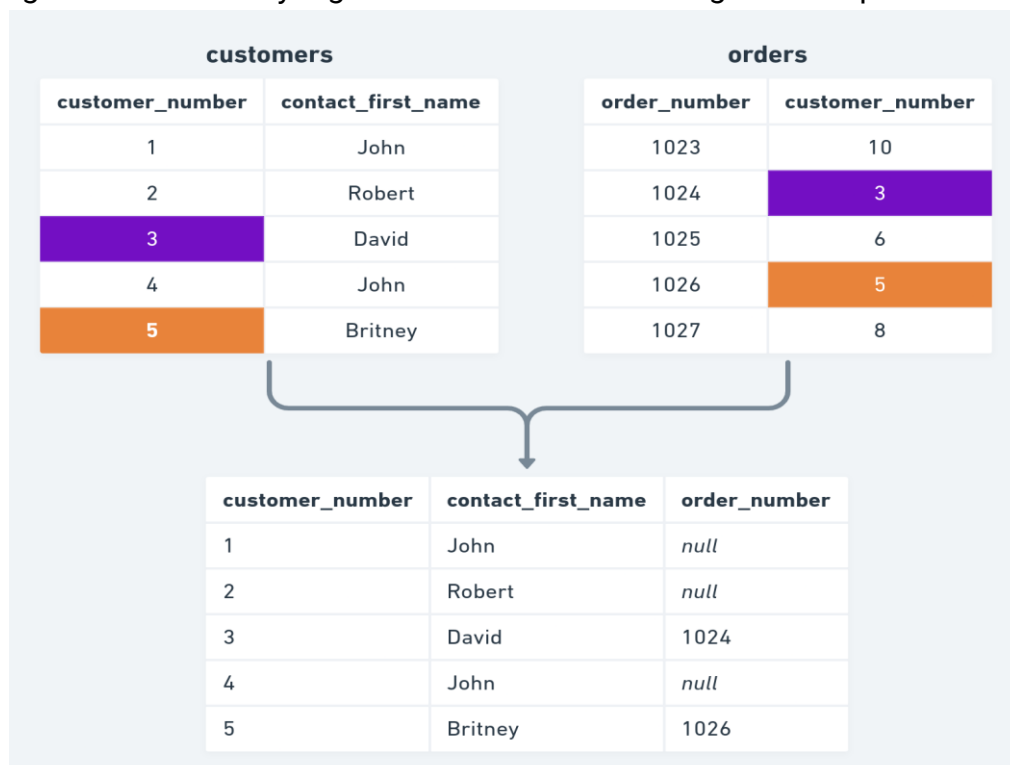 customers
customer_number contact_first_name
1 John
2 Robert
3 David
4 John
5 Britney
orders
order_number customer_number
1023 10
1024 3
1025 6
1026 5
1027 8
customer_number contact_first_name order_number
1 John null
2 Robert null
3 David 1024
4 John null
5 Britney 1026